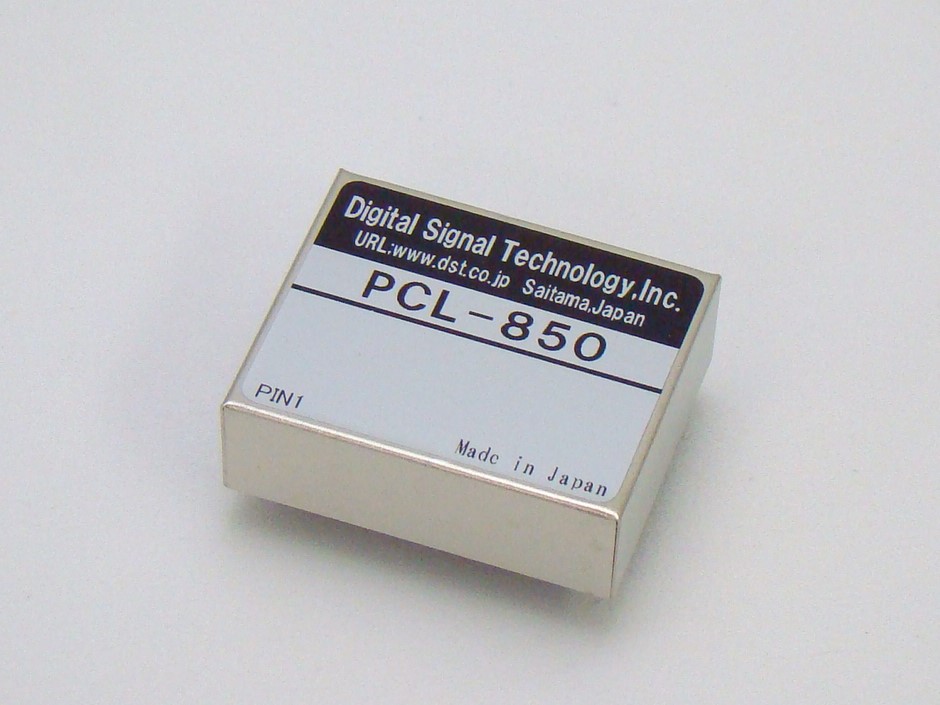 Digital Signal Technology,Inc.
URL:www.dst.co.jp Saitama,Japan
PCL-850
PIN1
Made in Japan